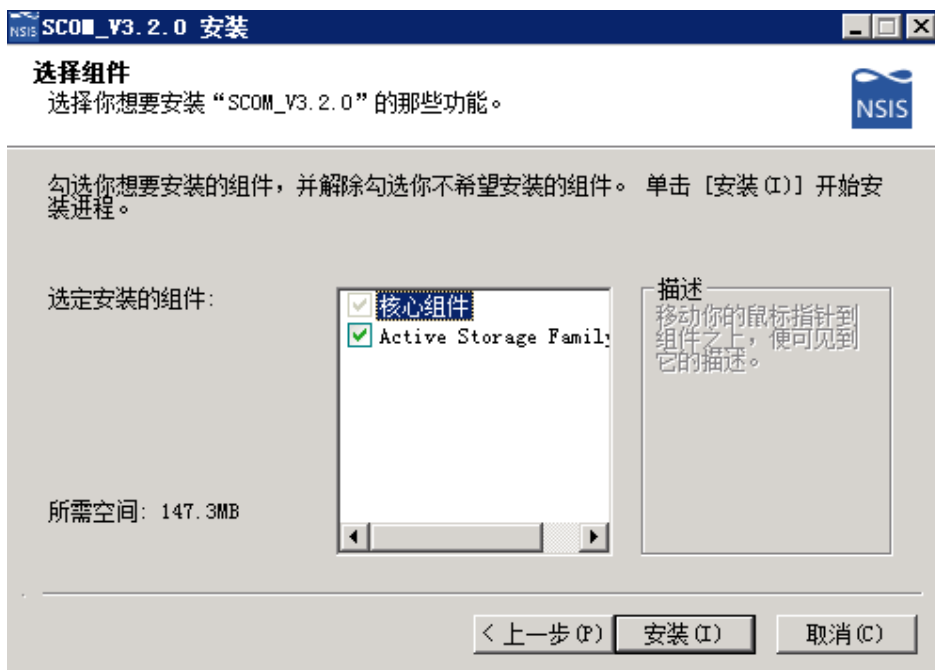 SCOM_V3.2.0 安装
选择组件
选择你想要安装“SCOM_V3.2.0”的那些功能。
NSIS
勾选你想要安装的组件，并解除勾选你不希望安装的组件。 单击 [安装(I)] 开始安
装进程。
选定安装的组件:
核心组件
Active Storage Family
描述
移动你的鼠标指针到
组件之上，便可见到
它的描述。
所需空间: 147.3MB
< 上一步(P)
安装(I)
取消(C)